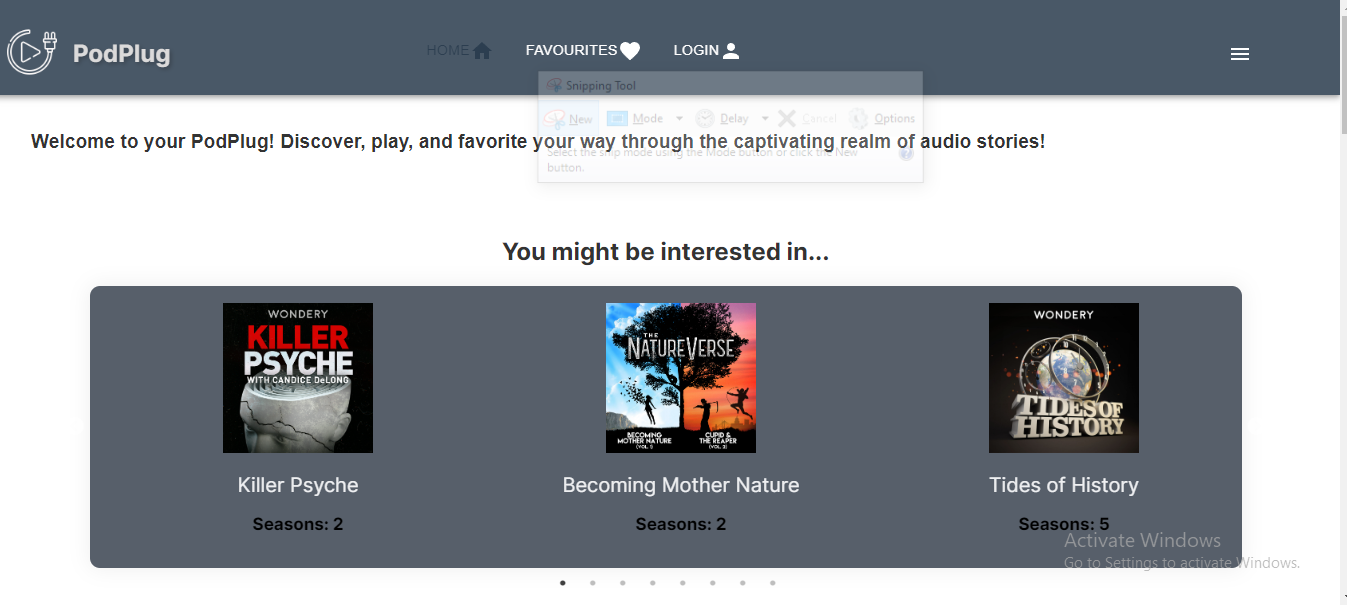 PodPlug
HOME
FAVOURITES
LOGIN
Snipping Tool
New
Mode
Delay
Cancel
Options
Welcome to your PodPlug! Discover, play, and favorite your way through the captivating realm of audio stories!
Select the snip mode using the Mode button or click the New
button.
You might be interested in...
WONDERY
KILLER
PSYCHE
WITH CANDICE DeLONG
THE
NATUREVERSE
BECOMING
MOTHER NATURE
(VOL. 1)
CUPID &
THE REAPER
(VOL. 2)
WONDERY
TIDES OF
HISTORY
Killer Psyche
Becoming Mother Nature
Tides of History
Seasons: 2
Seasons: 2
Seasons: 5
Activate Windows
Go to Settings to activate Windows.